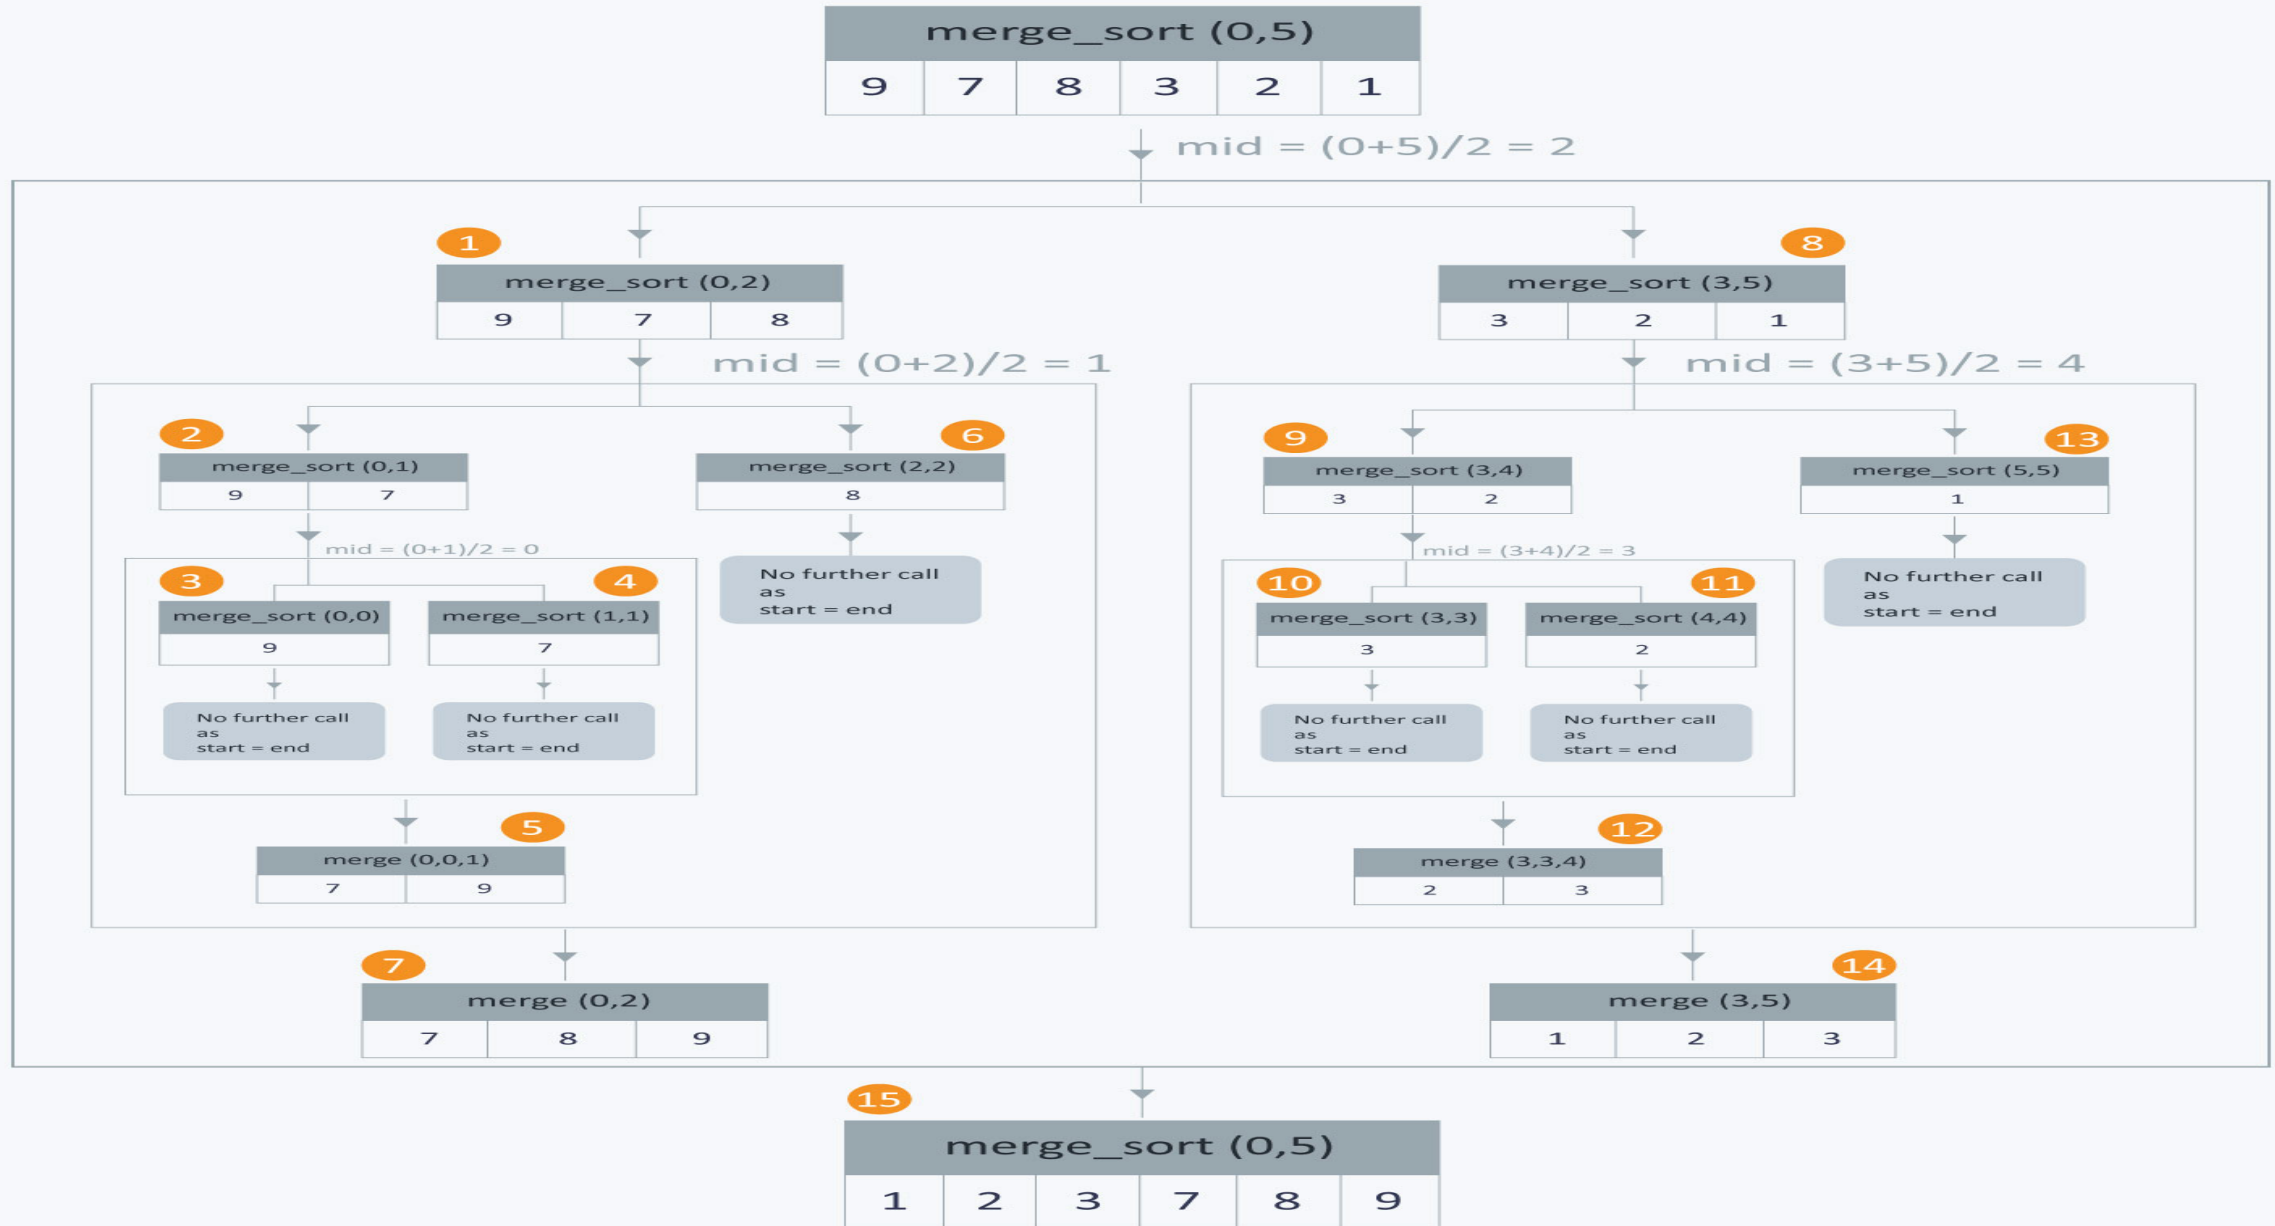 merge_sort (0,5)
9 7 8 3 2 1
mid = (0+5)/2 = 2
1
merge_sort (0,2)
9 7 8
mid = (0+2)/2 = 1
2
merge_sort (0,1)
9 7
mid = (0+1)/2 = 0
3
merge_sort (0,0)
9
No further call
as
start = end
4
merge_sort (1,1)
7
No further call
as
start = end
5
merge (0,0,1)
7 9
6
merge_sort (2,2)
8
No further call
as
start = end
7
merge (0,2)
7 8 9
8
merge_sort (3,5)
3 2 1
mid = (3+5)/2 = 4
9
merge_sort (3,4)
3 2
mid = (3+4)/2 = 3
10
merge_sort (3,3)
3
No further call
as
start = end
11
merge_sort (4,4)
2
No further call
as
start = end
12
merge (3,3,4)
2 3
13
merge_sort (5,5)
1
No further call
as
start = end
14
merge (3,5)
1 2 3
15
merge_sort (0,5)
1 2 3 7 8 9